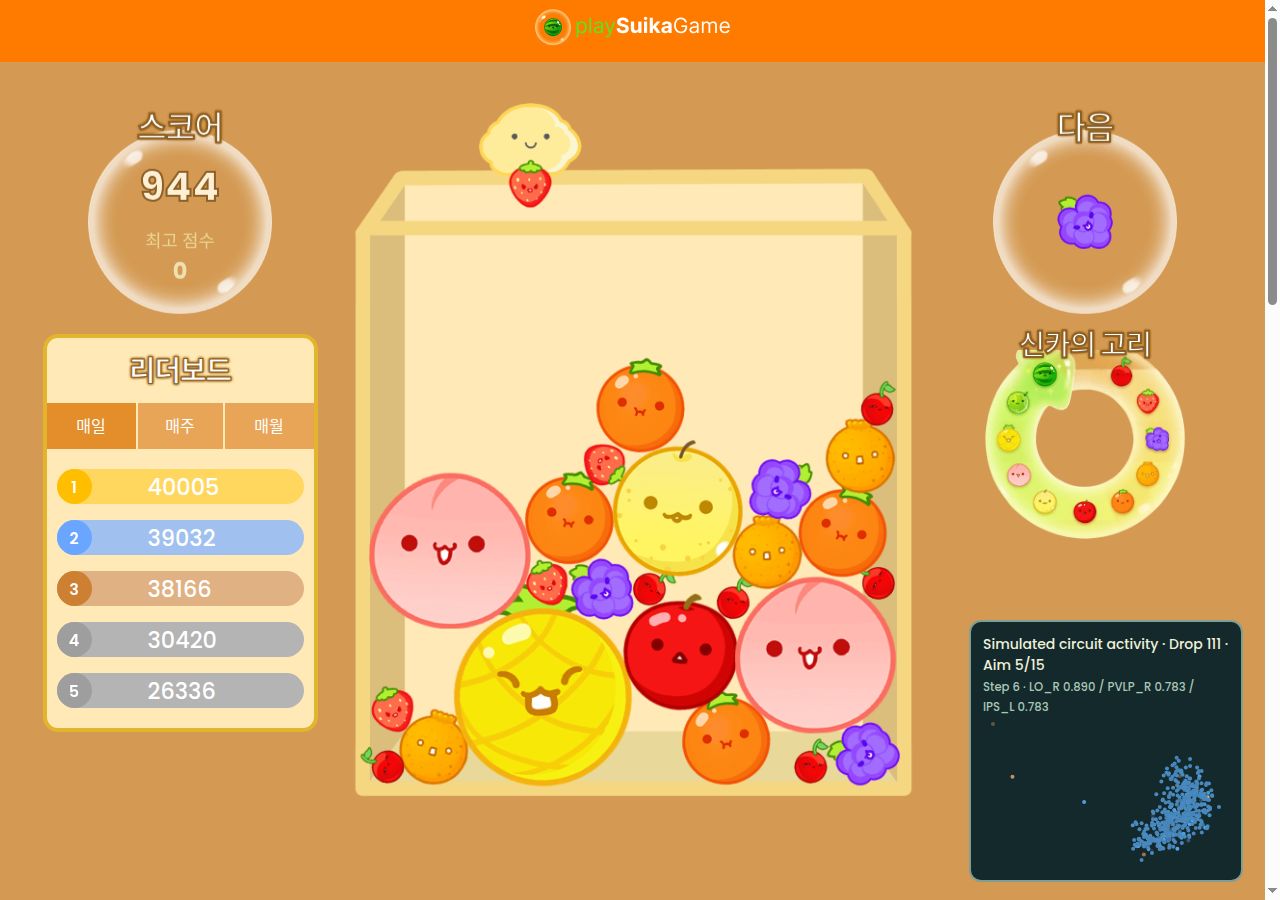 playSuikaGame
스코어
944
최고 점수
0
다음
신카의 고리
리더보드
매일 매주 매월
1 40005
2 39032
3 38166
4 30420
5 26336
Simulated circuit activity · Drop 111 ·
Aim 5/15
Step 6 · LO_R 0.890 / PVLP_R 0.783 /
IPS_L 0.783